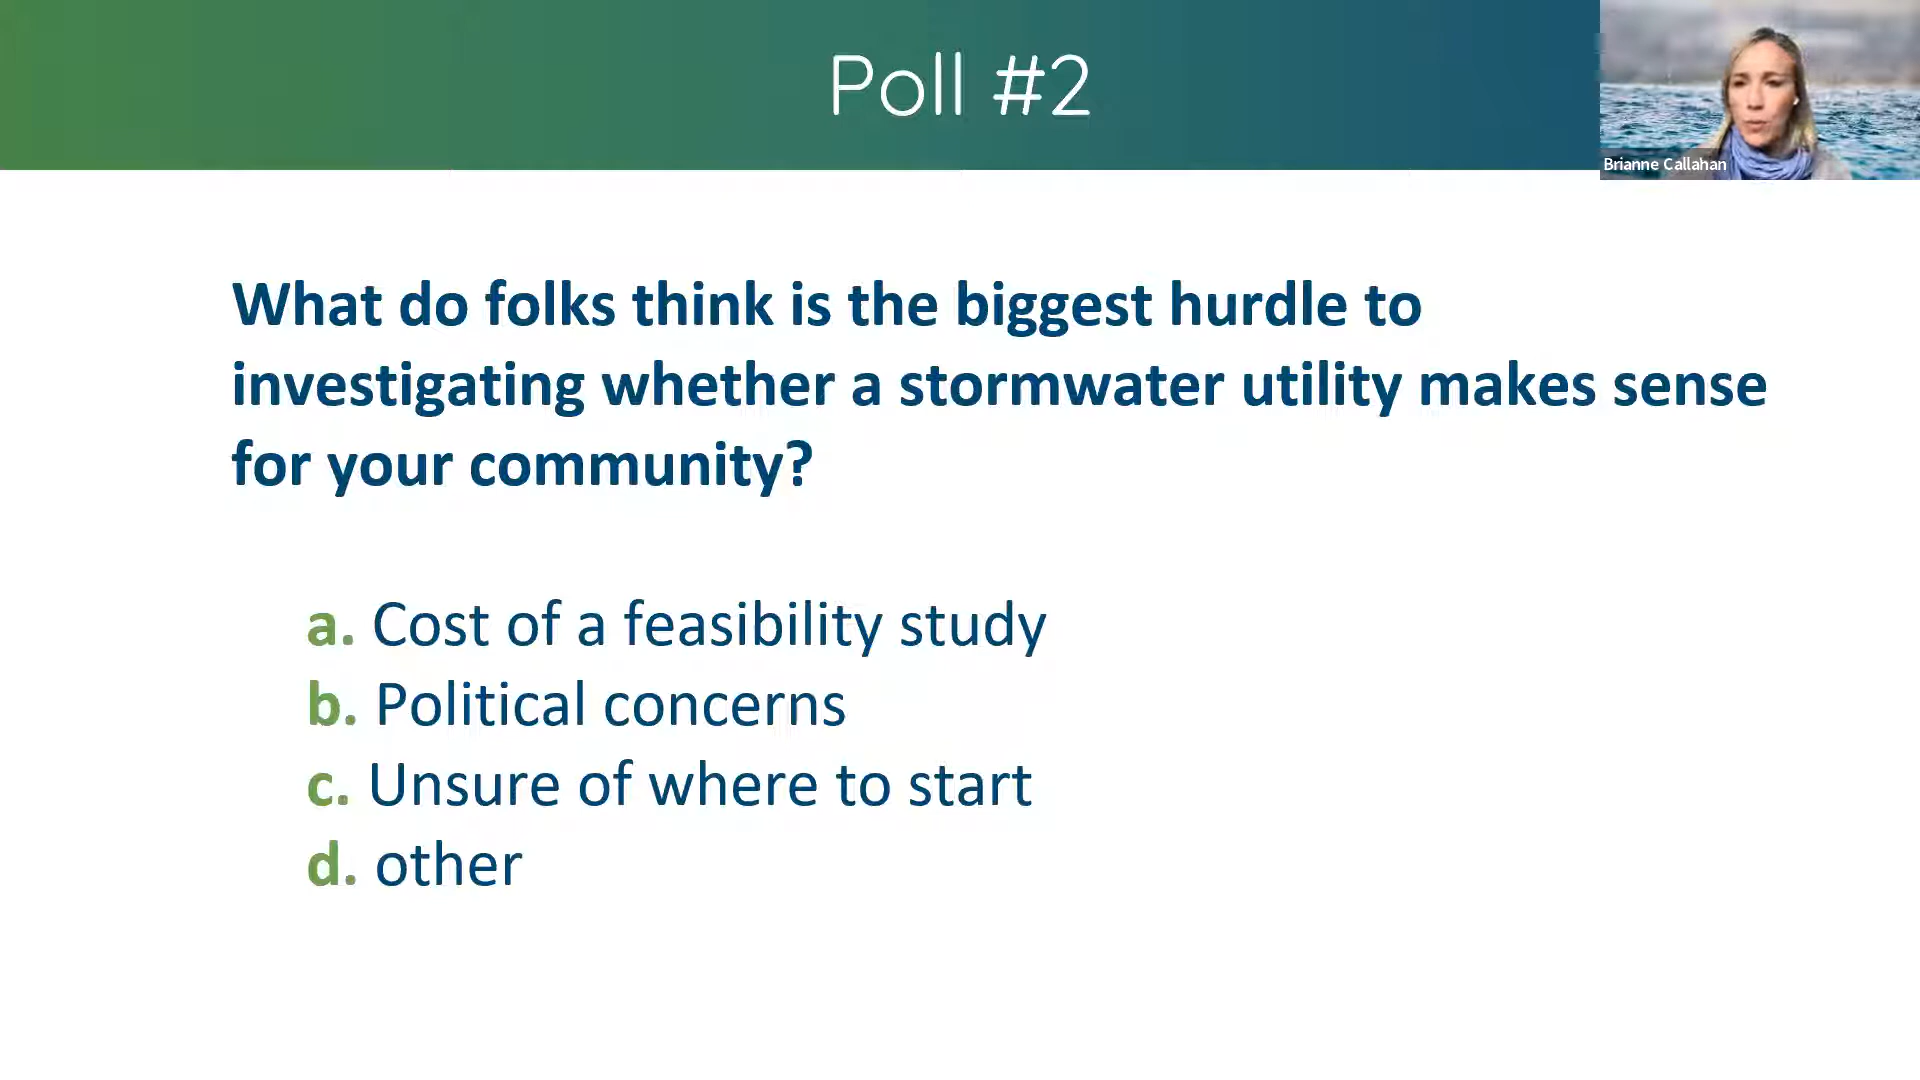 Poll #2
Brianne Callahan
What do folks think is the biggest hurdle to
investigating whether a stormwater utility makes sense
for your community?
a. Cost of a feasibility study
b. Political concerns
c. Unsure of where to start
d. other